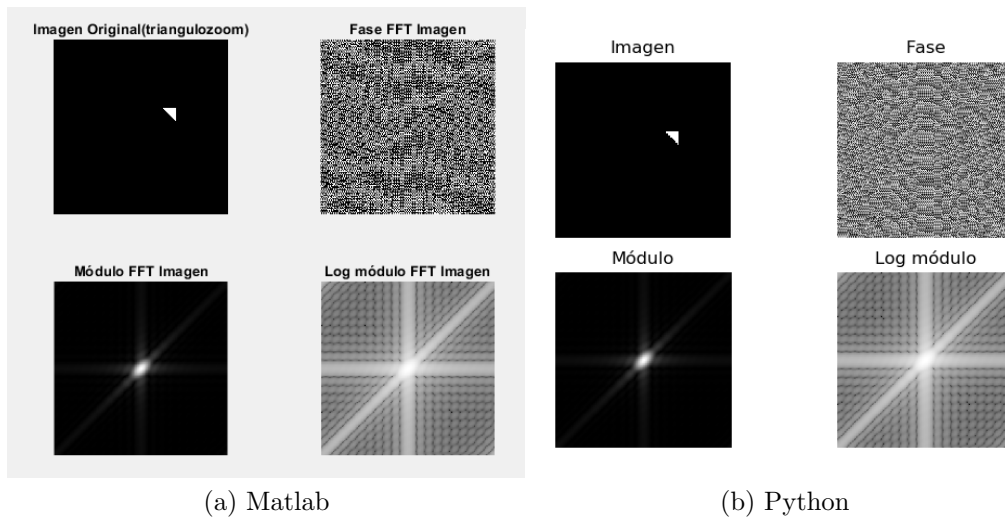 Imagen Original(triangulozoom)
Fase FFT Imagen
Módulo FFT Imagen
Log módulo FFT Imagen
(a) Matlab
Imagen
Fase
Módulo
Log módulo
(b) Python